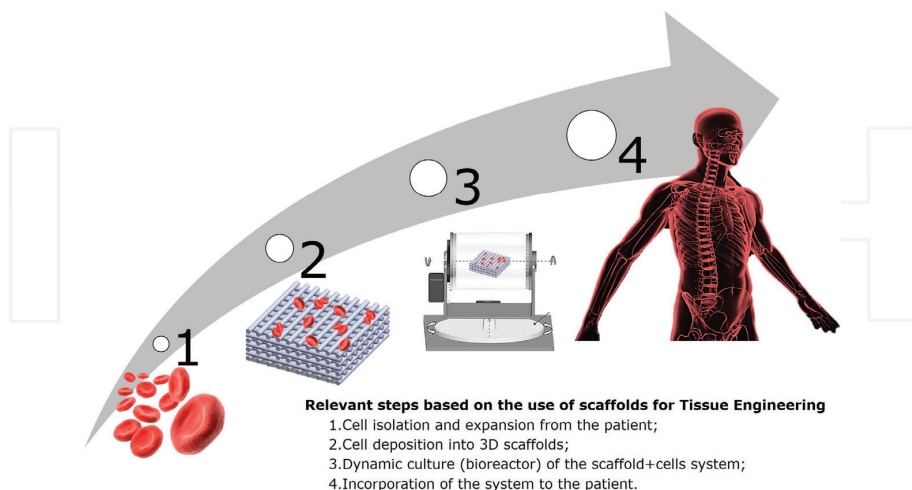 4
3
2
1
Relevant steps based on the use of scaffolds for Tissue Engineering
1.Cell isolation and expansion from the patient;
2.Cell deposition into 3D scaffolds;
3.Dynamic culture (bioreactor) of the scaffold+cells system;
4.Incorporation of the system to the patient.